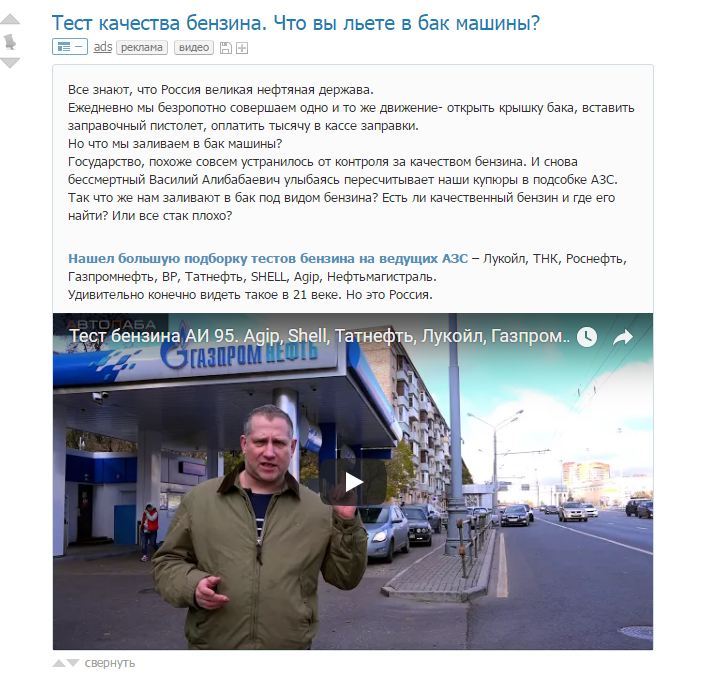 Тест качества бензина. Что вы льете в бак машины?
ads реклама видео
Все знают, что Россия великая нефтяная держава.
Ежедневно мы безропотно совершаем одно и то же движение- открыть крышку бака, вставить
заправочный пистолет, оплатить тысячу в кассе заправки.
Но что мы заливаем в бак машины?
Государство, похоже совсем устранилось от контроля за качеством бензина. И снова
бессмертный Василий Алибабаевич улыбаясь пересчитывает наши купюры в подсобке АЗС.
Так что же нам заливают в бак под видом бензина? Есть ли качественный бензин и где его
найти? Или все стак плохо?
Нашел большую подборку тестов бензина на ведущих АЗС – Лукойл, ТНК, Роснефть,
Газпромнефть, BP, Татнефть, SHELL, Agip, Нефтьмагистраль.
Удивительно конечно видеть такое в 21 веке. Но это Россия.
АВТОЛАБА
Тест бензина АИ 95. Agip, Shell, Татнефть, Лукойл, Газпром..
ГАЗПРОМ НЕФТЬ
свернуть